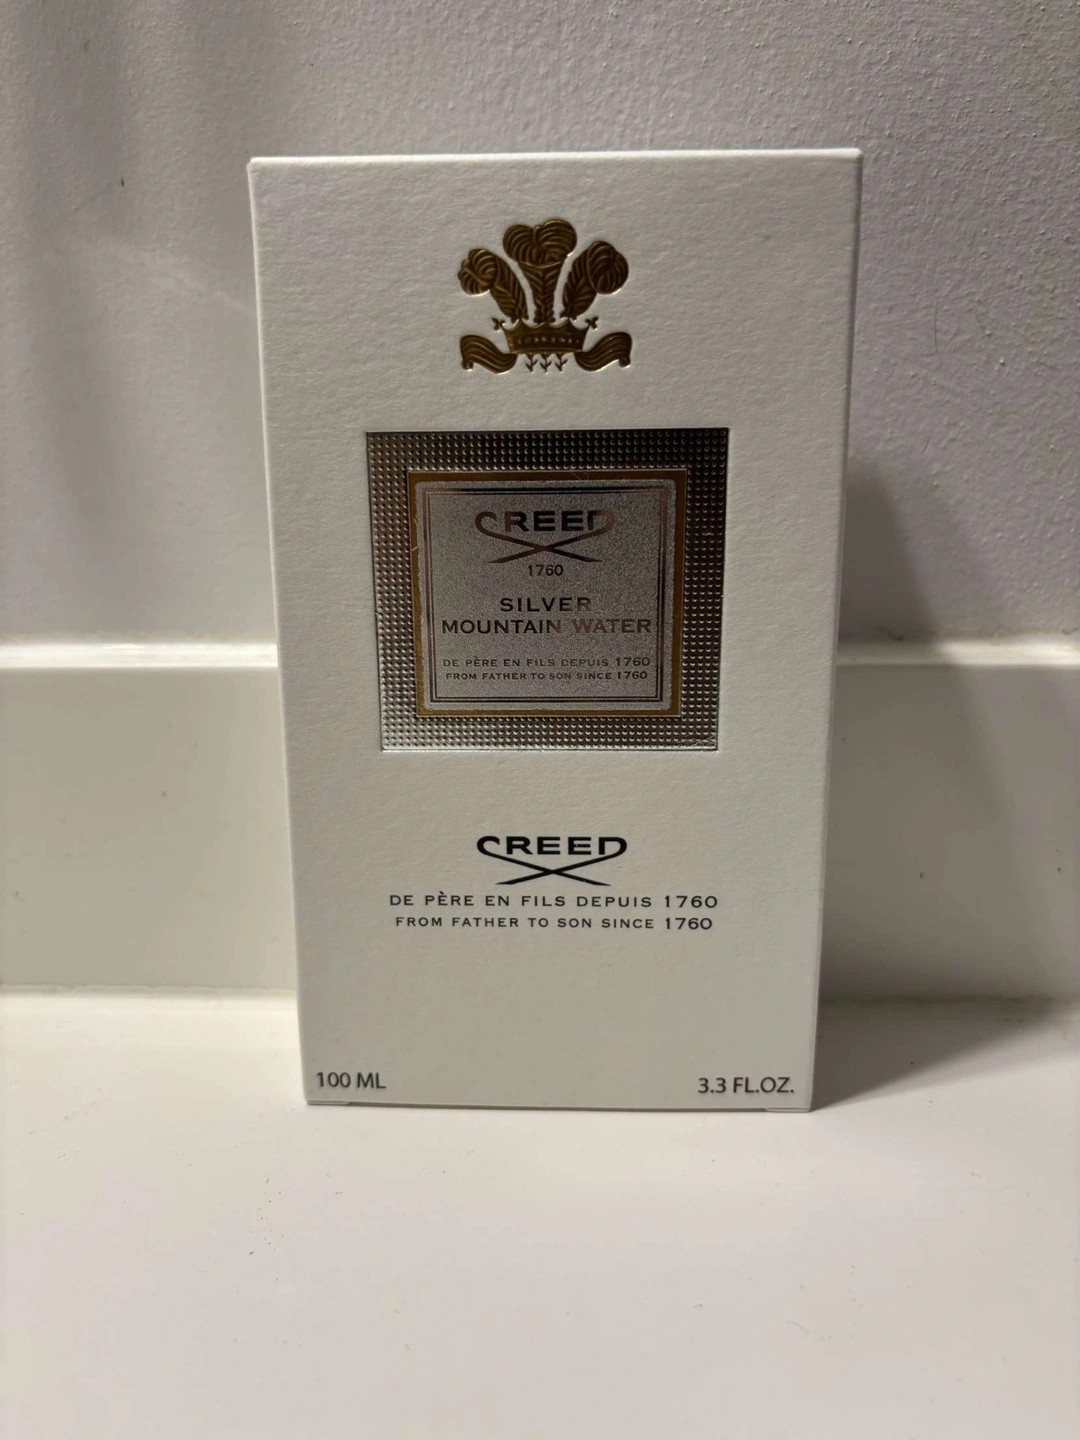 CREED
1760
SILVER
MOUNTAIN WATER
DE PÈRE EN FILS DEPUIS 1760
FROM FATHER TO SON SINCE 1760
CREED
DE PÈRE EN FILS DEPUIS 1760
FROM FATHER TO SON SINCE 1760
100 ML
3.3 FL.OZ.